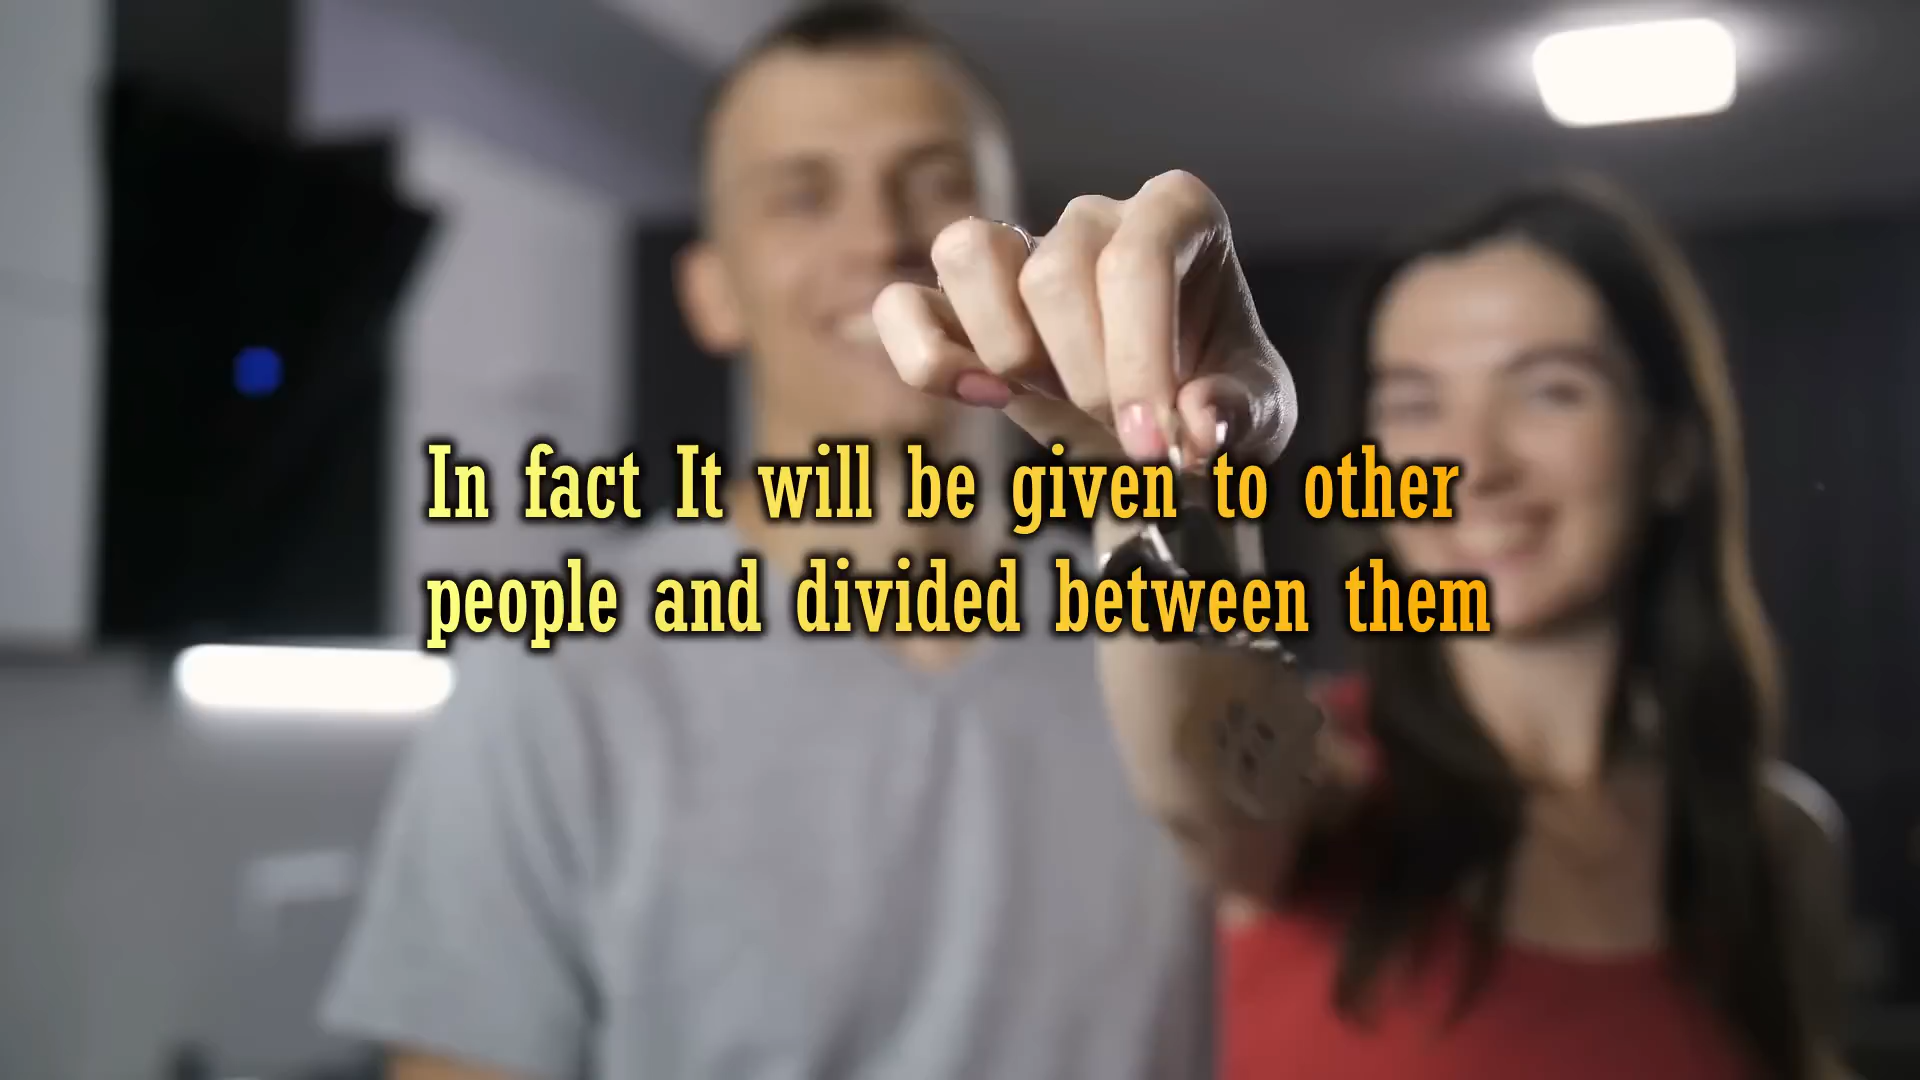 In fact It will be given to other
people and divided between them